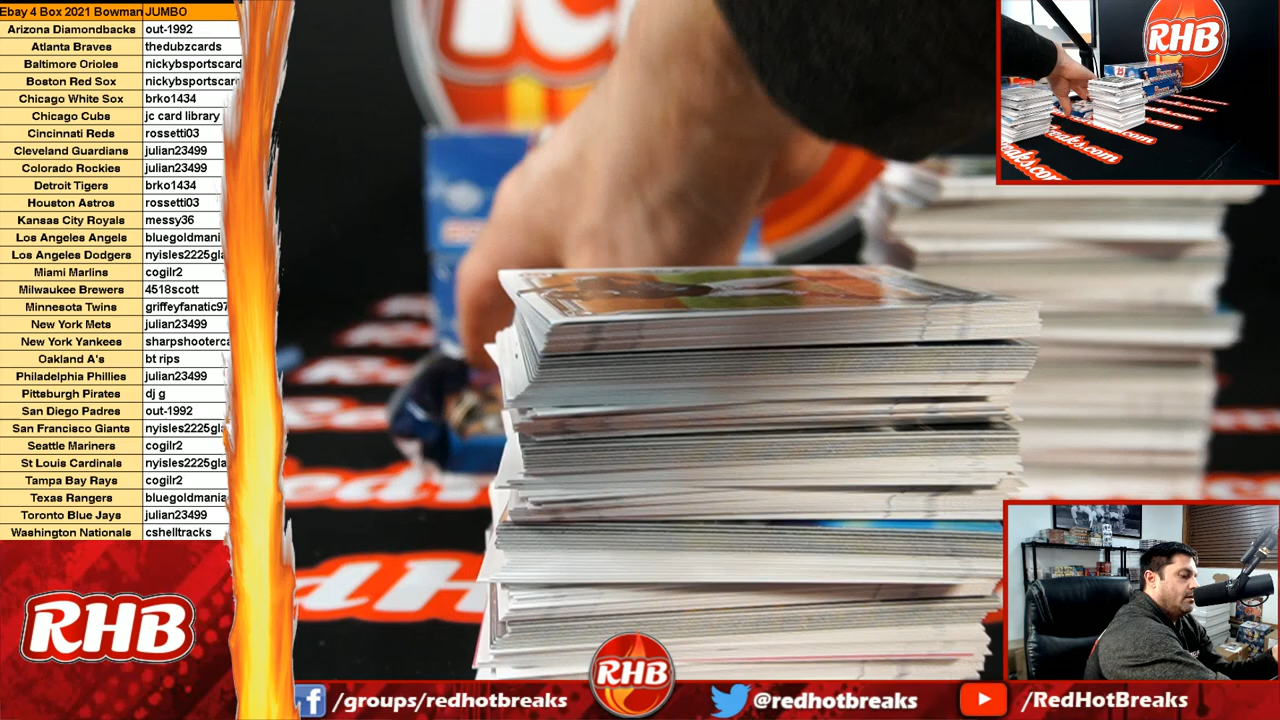 Ebay 4 Box 2021 Bowman JUMBO
Arizona Diamondbacks out-1992
Atlanta Braves thedubzcards
Baltimore Orioles nickybsportscard
Boston Red Sox nickybsportscard
Chicago White Sox brko1434
Chicago Cubs jc card library
Cincinnati Reds rossetti03
Cleveland Guardians julian23499
Colorado Rockies julian23499
Detroit Tigers brko1434
Houston Astros rossetti03
Kansas City Royals messy36
Los Angeles Angels bluegoldmani
Los Angeles Dodgers nyisles2225gla
Miami Marlins cogilr2
Milwaukee Brewers 4518scott
Minnesota Twins griffeyfanatic97
New York Mets julian23499
New York Yankees sharpshooterca
Oakland A's bt rips
Philadelphia Phillies julian23499
Pittsburgh Pirates dj g
San Diego Padres out-1992
San Francisco Giants nyisles2225gla
Seattle Mariners cogilr2
St Louis Cardinals nyisles2225gla
Tampa Bay Rays cogilr2
Texas Rangers bluegoldmania
Toronto Blue Jays julian23499
Washington Nationals cshelltracks
RHB
RHB
RHB
/groups/redhotbreaks
@redhotbreaks
/RedHotBreaks